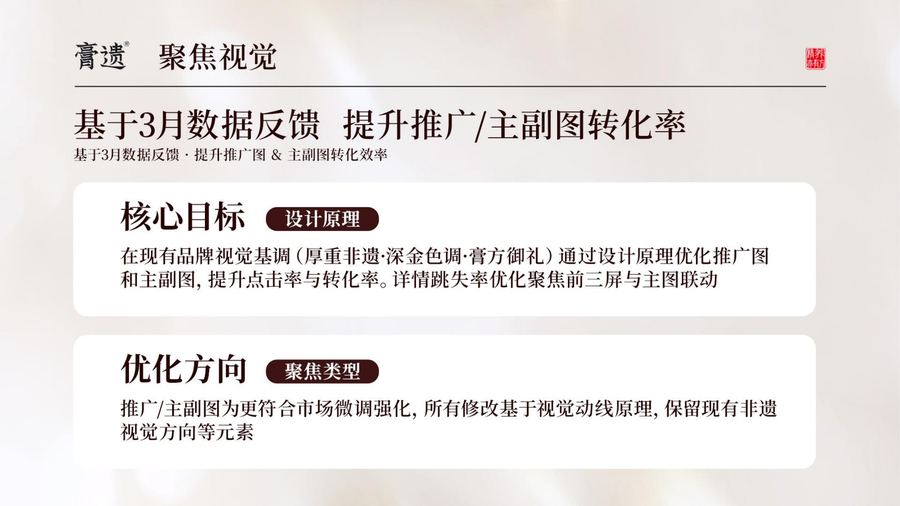 膏遗® 聚焦视觉
基于3月数据反馈 提升推广/主副图转化率
基于3月数据反馈 · 提升推广图 & 主副图转化效率
核心目标 设计原理
在现有品牌视觉基调（厚重非遗·深金色调·膏方御礼）通过设计原理优化推广图
和主副图, 提升点击率与转化率。详情跳失率优化聚焦前三屏与主图联动
优化方向 聚焦类型
推广/主副图为更符合市场微调强化, 所有修改基于视觉动线原理, 保留现有非遗
视觉方向等元素